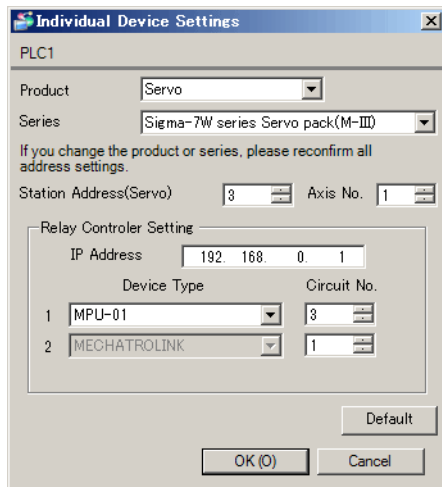 Individual Device Settings
PLC1
Product Servo
Series Sigma-7W series Servo pack(M-III)
If you change the product or series, please reconfirm all
address settings.
Station Address(Servo) 3 Axis No. 1
Relay Controler Setting
IP Address 192. 168. 0. 1
Device Type Circuit No.
1 MPU-01 3
2 MECHATROLINK 1
Default
OK (O) Cancel